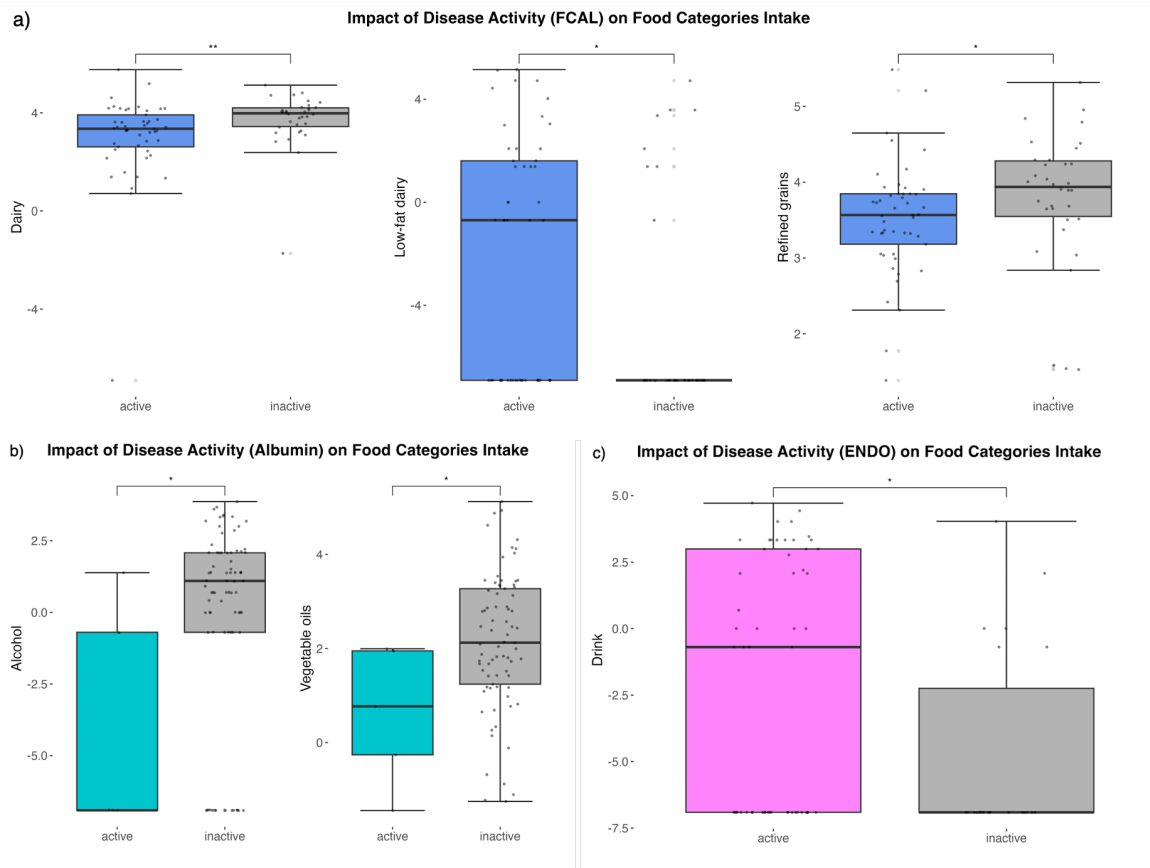 a)
Impact of Disease Activity (FCAL) on Food Categories Intake
**
*
*
Dairy
4
0
-4
active
inactive
Low-fat dairy
4
0
-4
active
inactive
Refined grains
5
4
3
2
active
inactive
b)
Impact of Disease Activity (Albumin) on Food Categories Intake
*
*
Alcohol
2.5
0.0
-2.5
-5.0
active
inactive
Vegetable oils
4
2
0
active
inactive
c)
Impact of Disease Activity (ENDO) on Food Categories Intake
*
Drink
5.0
2.5
0.0
-2.5
-5.0
-7.5
active
inactive